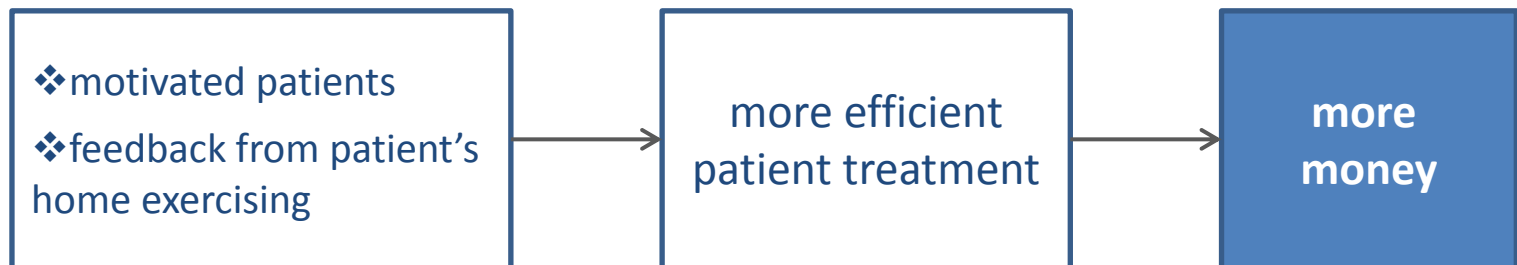 ❖motivated patients
❖feedback from patient’s
home exercising
more efficient
patient treatment
more
money